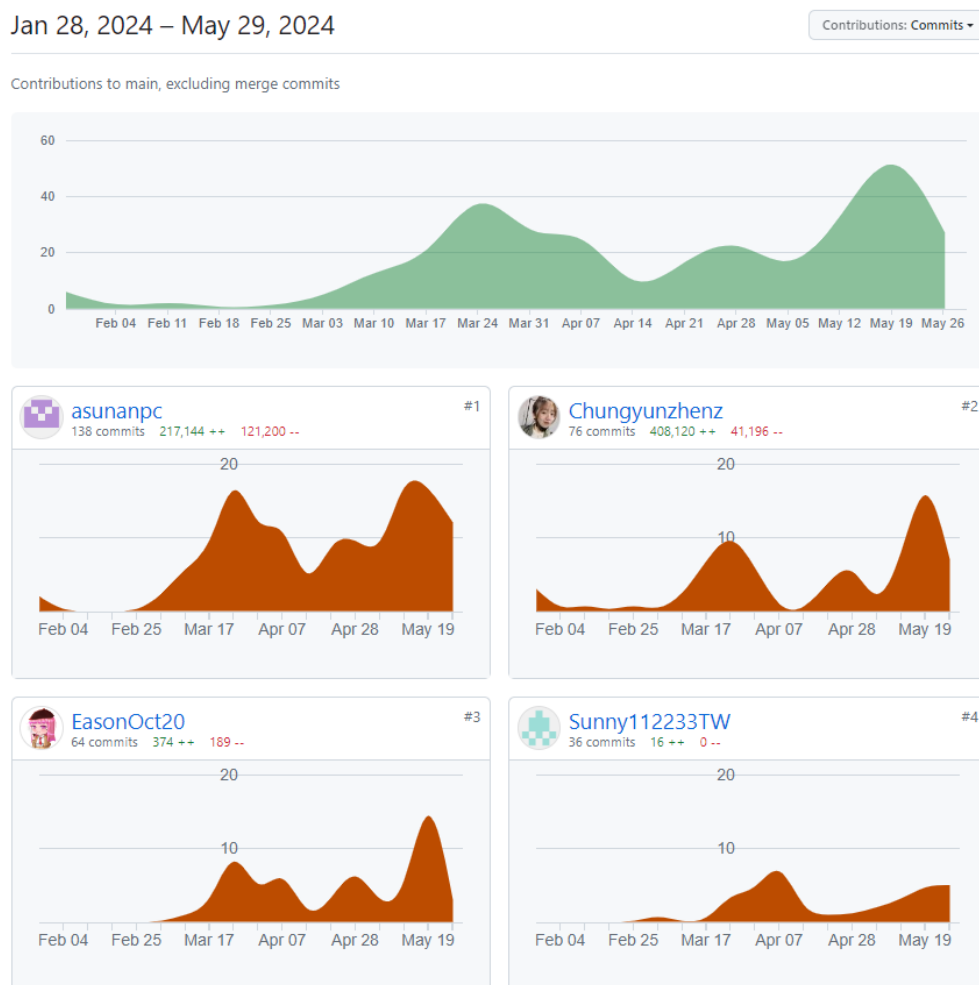 Jan 28, 2024 – May 29, 2024
Contributions: Commits
Contributions to main, excluding merge commits
60
40
20
0
Feb 04 Feb 11 Feb 18 Feb 25 Mar 03 Mar 10 Mar 17 Mar 24 Mar 31 Apr 07 Apr 14 Apr 21 Apr 28 May 05 May 12 May 19 May 26
asunanpc #1
138 commits 217,144 ++ 121,200 --
20
Feb 04 Feb 25 Mar 17 Apr 07 Apr 28 May 19
Chungyunzhenz #2
76 commits 408,120 ++ 41,196 --
20
10
Feb 04 Feb 25 Mar 17 Apr 07 Apr 28 May 19
EasonOct20 #3
64 commits 374 ++ 189 --
20
10
Feb 04 Feb 25 Mar 17 Apr 07 Apr 28 May 19
Sunny112233TW #4
36 commits 16 ++ 0 --
20
10
Feb 04 Feb 25 Mar 17 Apr 07 Apr 28 May 19